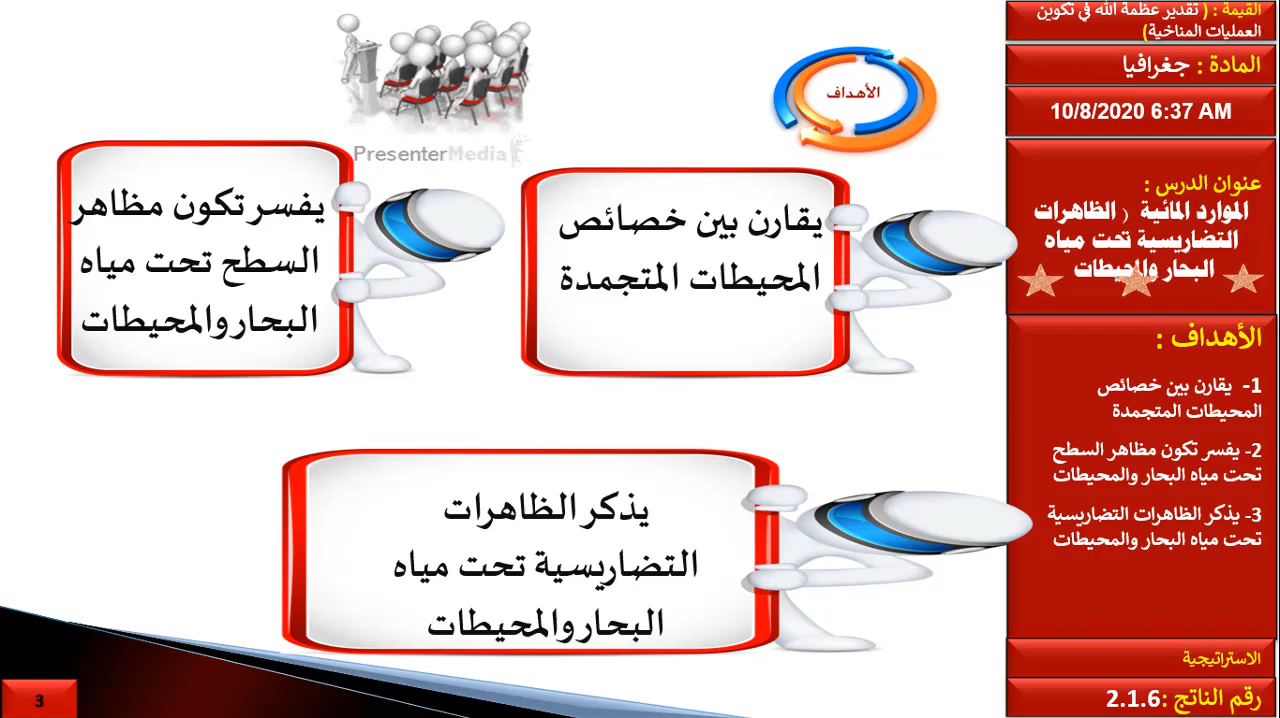 القيمة : ( تقدير عظمة الله في تكوين
العمليات المناخية)
المادة : جغرافيا
10/8/2020 6:37 AM
عنوان الدرس :
الموارد المائية ( الظاهرات
التضاريسية تحت مياه
البحار والمحيطات
الأهداف :
1- يقارن بين خصائص
المحيطات المتجمدة
2- يفسر تكون مظاهر السطح
تحت مياه البحار والمحيطات
3- يذكر الظاهرات التضاريسية
تحت مياه البحار والمحيطات
الاستراتيجية
رقم الناتج :2.1.6
الأهداف
PresenterMedia
يقارن بين خصائص
المحيطات المتجمدة
يفسر تكون مظاهر
السطح تحت مياه
البحار والمحيطات
يذكر الظاهرات
التضاريسية تحت مياه
البحار والمحيطات
3